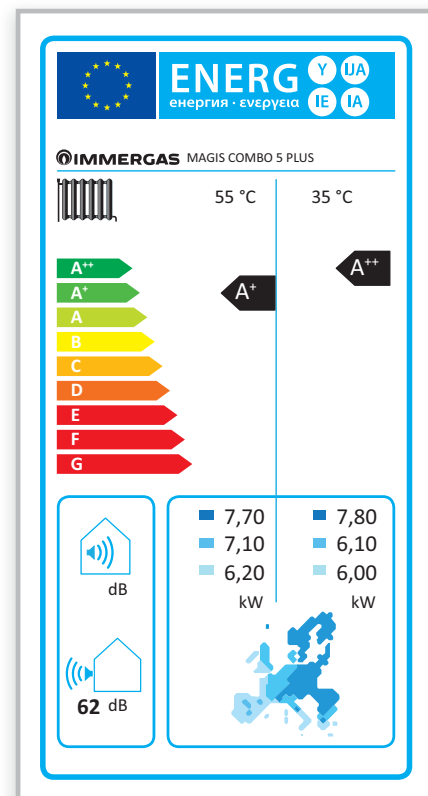 ENERG Y IJA
енергия · ενεργεια IE IA
IMMERGAS MAGIS COMBO 5 PLUS
55 °C 35 °C
A++ A++
A+ A+
A
B
C
D
E
F
G
7,70 7,80
7,10 6,10
6,20 6,00
kW kW
dB
62 dB